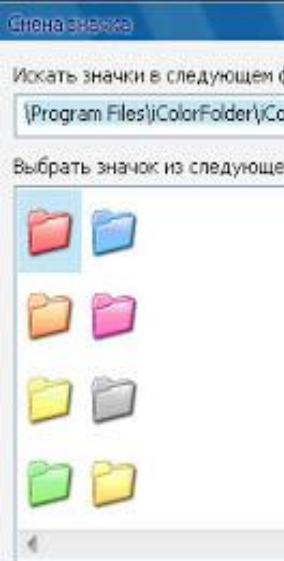 Смена значка
Искать значки в следующем ф
\Program Files\iColorFolder\iCo
Выбрать значок из следующе